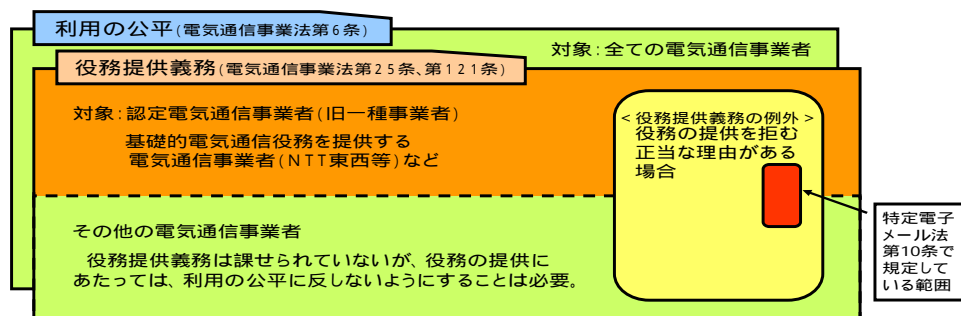 利用の公平(電気通信事業法第6条)
対象:全ての電気通信事業者
役務提供義務(電気通信事業法第25条、第121条)
対象:認定電気通信事業者(旧一種事業者)
基礎的電気通信役務を提供する
電気通信事業者(NTT東西等)など
<役務提供義務の例外>
役務の提供を拒む
正当な理由がある
場合
特定電子
メール法
第10条で
規定して
いる範囲
その他の電気通信事業者
役務提供義務は課せられていないが、役務の提供に
あたっては、利用の公平に反しないようにすることは必要。